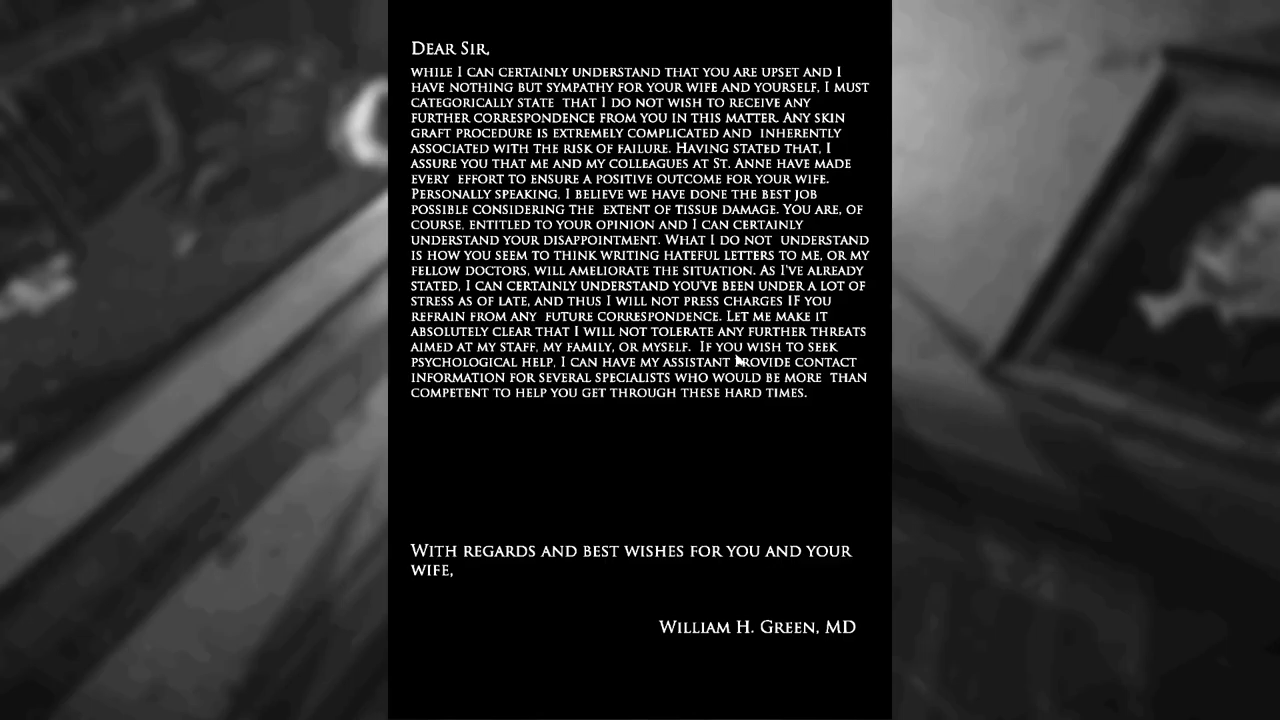 DEAR SIR,
WHILE I CAN CERTAINLY UNDERSTAND THAT YOU ARE UPSET AND I
HAVE NOTHING BUT SYMPATHY FOR YOUR WIFE AND YOURSELF, I MUST
CATEGORICALLY STATE THAT I DO NOT WISH TO RECEIVE ANY
FURTHER CORRESPONDENCE FROM YOU IN THIS MATTER. ANY SKIN
GRAFT PROCEDURE IS EXTREMELY COMPLICATED AND INHERENTLY
ASSOCIATED WITH THE RISK OF FAILURE. HAVING STATED THAT, I
ASSURE YOU THAT ME AND MY COLLEAGUES AT ST. ANNE HAVE MADE
EVERY EFFORT TO ENSURE A POSITIVE OUTCOME FOR YOUR WIFE.
PERSONALLY SPEAKING, I BELIEVE WE HAVE DONE THE BEST JOB
POSSIBLE CONSIDERING THE EXTENT OF TISSUE DAMAGE. YOU ARE, OF
COURSE, ENTITLED TO YOUR OPINION AND I CAN CERTAINLY
UNDERSTAND YOUR DISAPPOINTMENT. WHAT I DO NOT UNDERSTAND
IS HOW YOU SEEM TO THINK WRITING HATEFUL LETTERS TO ME, OR MY
FELLOW DOCTORS, WILL AMELIORATE THE SITUATION. AS I'VE ALREADY
STATED, I CAN CERTAINLY UNDERSTAND YOU'VE BEEN UNDER A LOT OF
STRESS AS OF LATE, AND THUS I WILL NOT PRESS CHARGES IF YOU
REFRAIN FROM ANY FUTURE CORRESPONDENCE. LET ME MAKE IT
ABSOLUTELY CLEAR THAT I WILL NOT TOLERATE ANY FURTHER THREATS
AIMED AT MY STAFF, MY FAMILY, OR MYSELF. IF YOU WISH TO SEEK
PSYCHOLOGICAL HELP, I CAN HAVE MY ASSISTANT PROVIDE CONTACT
INFORMATION FOR SEVERAL SPECIALISTS WHO WOULD BE MORE THAN
COMPETENT TO HELP YOU GET THROUGH THESE HARD TIMES.
WITH REGARDS AND BEST WISHES FOR YOU AND YOUR
WIFE,
WILLIAM H. GREEN, MD